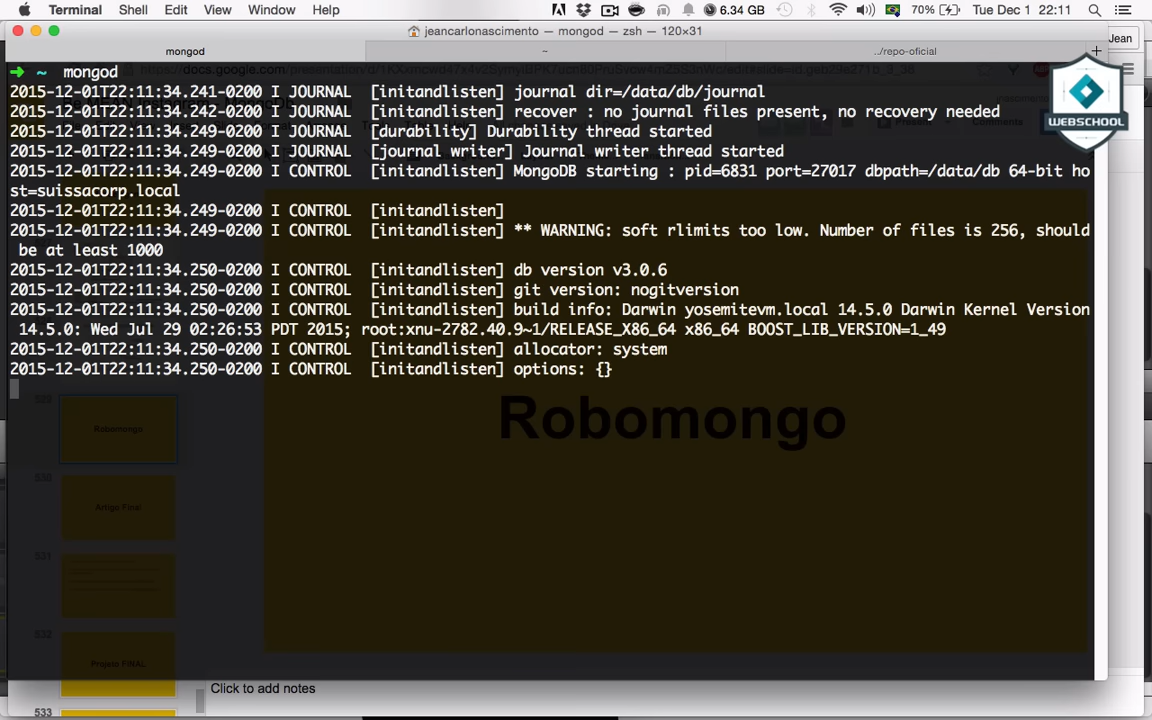 Terminal Shell Edit View Window Help 6.34 GB 70% Tue Dec 1 22:11
jeancarlonascimento — mongod — zsh — 120×31
Jean
mongod ~ ../repo-oficial +
➜ ~ mongod
2015-12-01T22:11:34.241-0200 I JOURNAL [initandlisten] journal dir=/data/db/journal
2015-12-01T22:11:34.242-0200 I JOURNAL [initandlisten] recover : no journal files present, no recovery needed
2015-12-01T22:11:34.249-0200 I JOURNAL [durability] Durability thread started
2015-12-01T22:11:34.249-0200 I JOURNAL [journal writer] Journal writer thread started
2015-12-01T22:11:34.249-0200 I CONTROL [initandlisten] MongoDB starting : pid=6831 port=27017 dbpath=/data/db 64-bit ho
st=suissacorp.local
2015-12-01T22:11:34.249-0200 I CONTROL [initandlisten]
2015-12-01T22:11:34.249-0200 I CONTROL [initandlisten] ** WARNING: soft rlimits too low. Number of files is 256, should
be at least 1000
2015-12-01T22:11:34.250-0200 I CONTROL [initandlisten] db version v3.0.6
2015-12-01T22:11:34.250-0200 I CONTROL [initandlisten] git version: nogitversion
2015-12-01T22:11:34.250-0200 I CONTROL [initandlisten] build info: Darwin yosemitevm.local 14.5.0 Darwin Kernel Version
14.5.0: Wed Jul 29 02:26:53 PDT 2015; root:xnu-2782.40.9~1/RELEASE_X86_64 x86_64 BOOST_LIB_VERSION=1_49
2015-12-01T22:11:34.250-0200 I CONTROL [initandlisten] allocator: system
2015-12-01T22:11:34.250-0200 I CONTROL [initandlisten] options: {}
WEBSCHOOL
Comments
Robomongo
Robomongo
530
Artigo Final
531
532
Projeto FINAL
533
Click to add notes